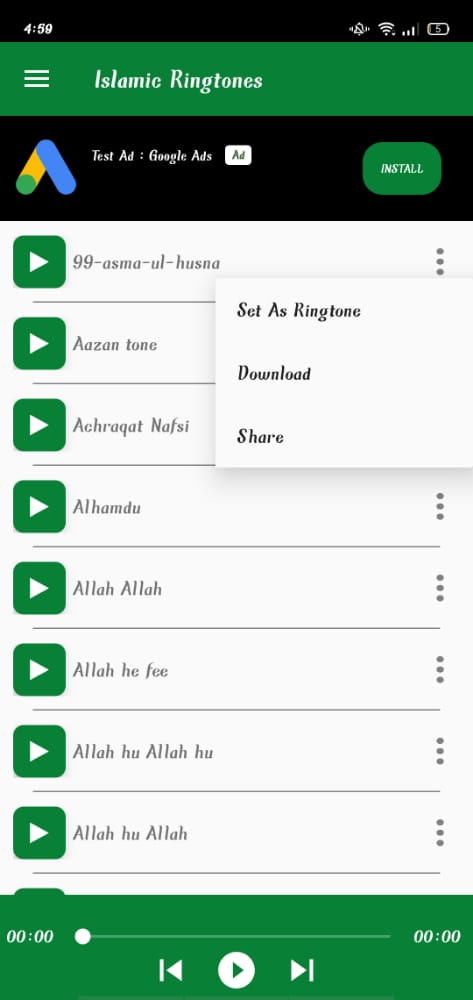 4:59
5
Islamic Ringtones
Test Ad : Google Ads Ad
INSTALL
99-asma-ul-husna
Set As Ringtone
Aazan tone
Download
Achraqat Nafsi
Share
Alhamdu
Allah Allah
Allah he fee
Allah hu Allah hu
Allah hu Allah
00:00 00:00